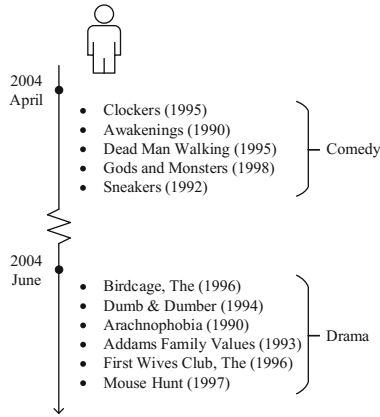 2004
April
• Clockers (1995)
• Awakenings (1990)
• Dead Man Walking (1995)
• Gods and Monsters (1998)
• Sneakers (1992)
Comedy
2004
June
• Birdcage, The (1996)
• Dumb & Dumber (1994)
• Arachnophobia (1990)
• Addams Family Values (1993)
• First Wives Club, The (1996)
• Mouse Hunt (1997)
Drama